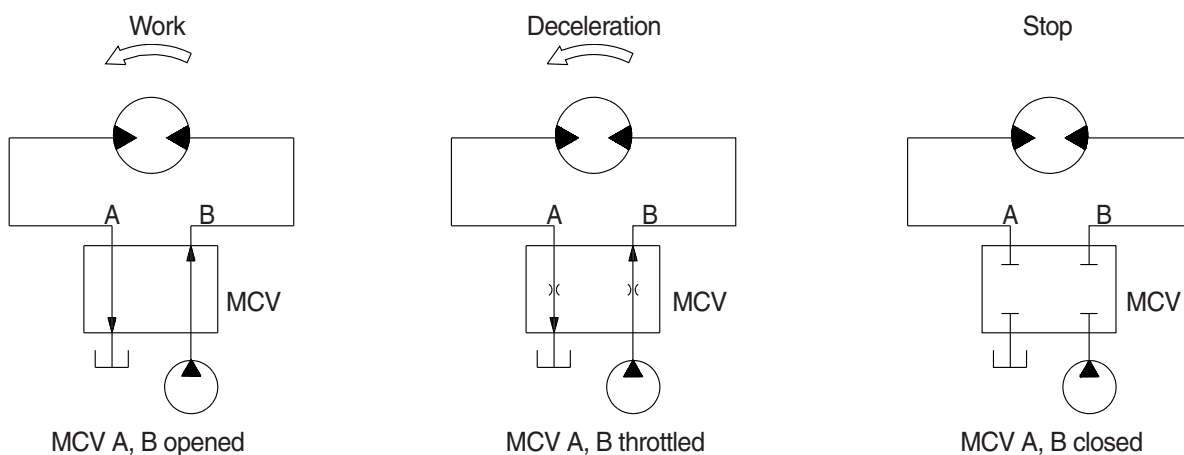 Work
Deceleration
Stop
A
B
A
B
A
B
MCV
MCV
MCV
MCV A, B opened
MCV A, B throttled
MCV A, B closed